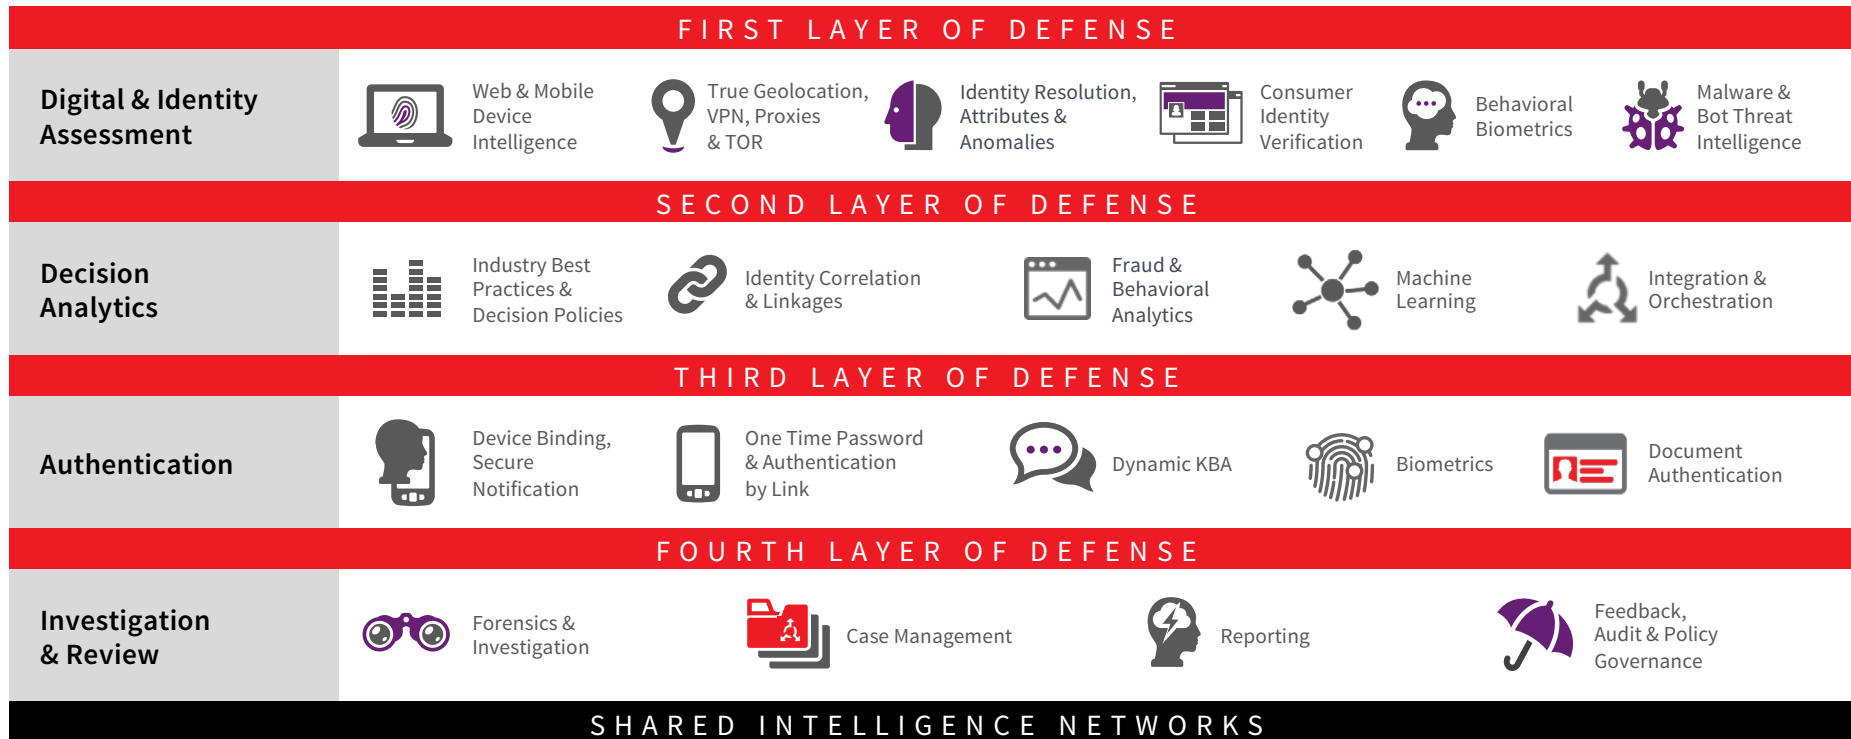 FIRST LAYER OF DEFENSE
Digital & Identity
Assessment
Web & Mobile
Device
Intelligence
True Geolocation,
VPN, Proxies
& TOR
Identity Resolution,
Attributes &
Anomalies
Consumer
Identity
Verification
Behavioral
Biometrics
Malware &
Bot Threat
Intelligence
SECOND LAYER OF DEFENSE
Decision
Analytics
Industry Best
Practices &
Decision Policies
Identity Correlation
& Linkages
Fraud &
Behavioral
Analytics
Machine
Learning
Integration &
Orchestration
THIRD LAYER OF DEFENSE
Authentication
Device Binding,
Secure
Notification
One Time Password
& Authentication
by Link
Dynamic KBA
Biometrics
Document
Authentication
FOURTH LAYER OF DEFENSE
Investigation
& Review
Forensics &
Investigation
Case Management
Reporting
Feedback,
Audit & Policy
Governance
SHARED INTELLIGENCE NETWORKS